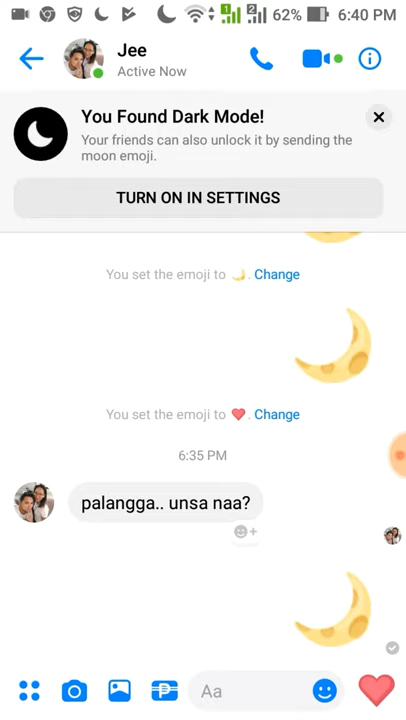 62% 6:40 PM
Jee
Active Now
You Found Dark Mode!
Your friends can also unlock it by sending the
moon emoji.
TURN ON IN SETTINGS
You set the emoji to 🌙. Change
You set the emoji to ❤️. Change
6:35 PM
palangga.. unsa naa?
Aa